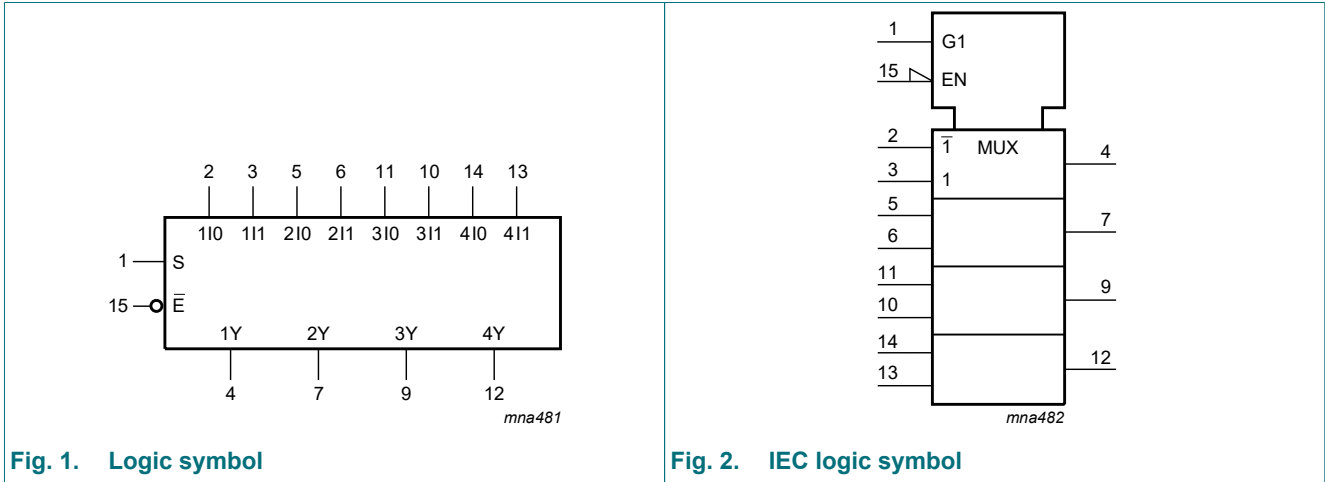 2 3 5 6 11 10 14 13
1I0 1I1 2I0 2I1 3I0 3I1 4I0 4I1
1 S
15 E̅
1Y 2Y 3Y 4Y
4 7 9 12
mna481
Fig. 1. Logic symbol
1 G1
15 EN
2 1̅ MUX 4
3 1
5
7
6
11
9
10
14
12
13
mna482
Fig. 2. IEC logic symbol